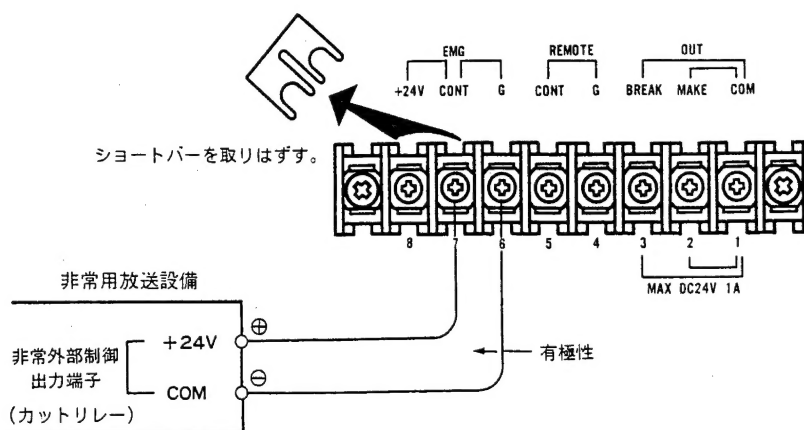 EMG REMOTE OUT
+24V CONT G CONT G BREAK MAKE COM
ショートバーを取りはずす。
8 7 6 5 4 3 2 1
MAX DC24V 1A
非常用放送設備
+24V ⊕
有極性
非常外部制御
出力端子
COM ⊖
(カットリレー)